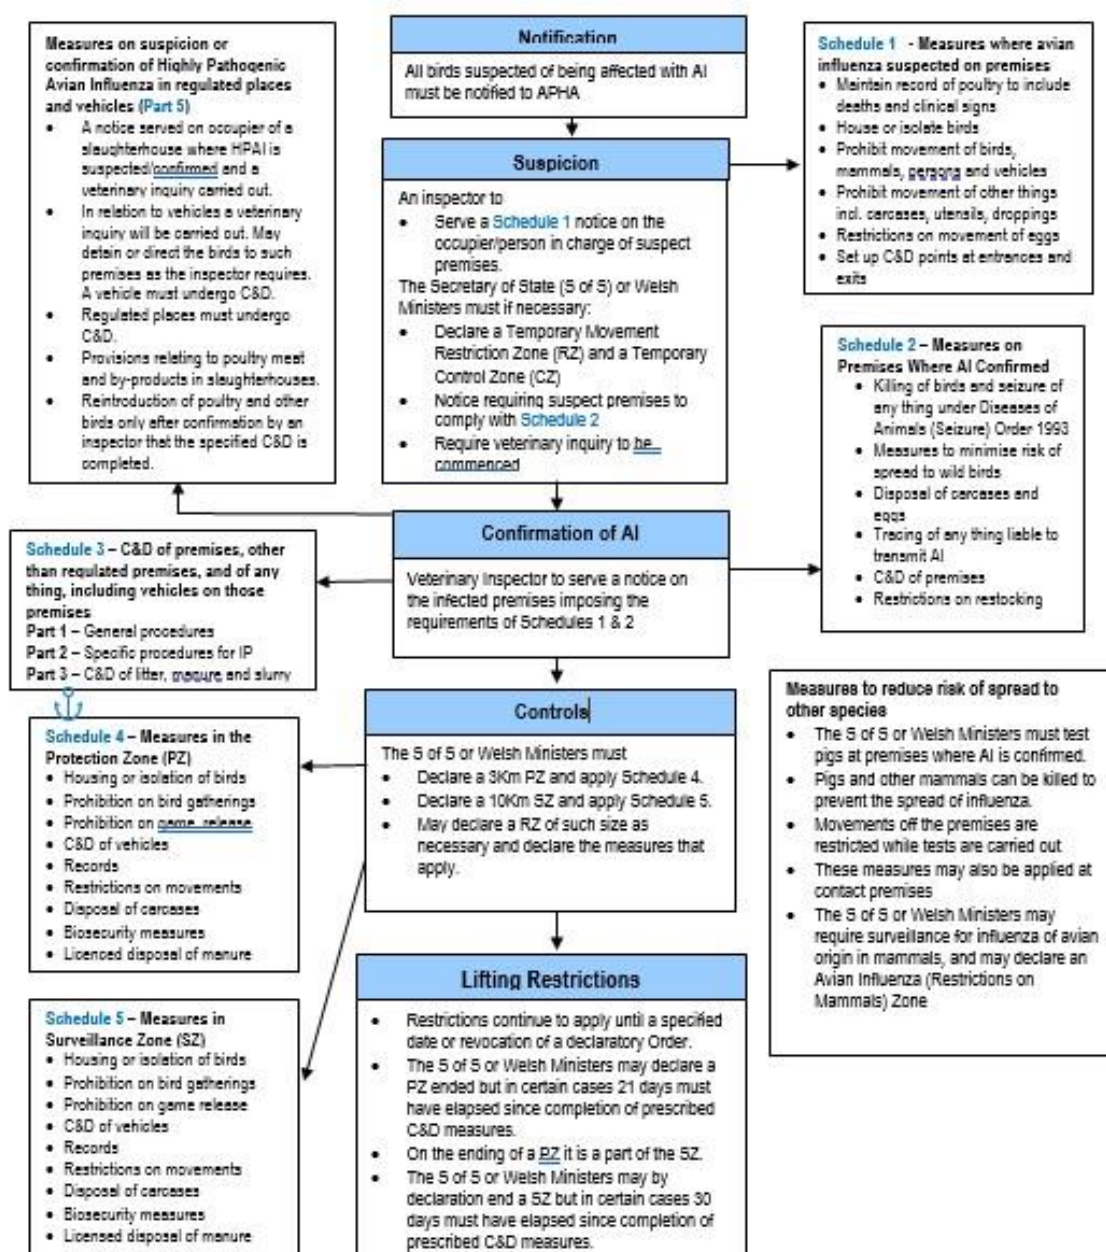 Measures on suspicion or
confirmation of Highly Pathogenic
Avian Influenza in regulated places
and vehicles (Part 5)
• A notice served on occupier of a
slaughterhouse where HPAI is
suspected/confirmed and a
veterinary inquiry carried out.
• In relation to vehicles a veterinary
inquiry will be carried out. May
detain or direct the birds to such
premises as the inspector requires.
A vehicle must undergo C&D.
• Regulated places must undergo
C&D.
• Provisions relating to poultry meat
and by-products in slaughterhouses.
• Reintroduction of poultry and other
birds only after confirmation by an
inspector that the specified C&D is
completed.
Notification
All birds suspected of being affected with AI
must be notified to APHA
Suspicion
An inspector to
• Serve a Schedule 1 notice on the
occupier/person in charge of suspect
premises.
The Secretary of State (S of S) or Welsh
Ministers must if necessary:
• Declare a Temporary Movement
Restriction Zone (RZ) and a Temporary
Control Zone (CZ)
• Notice requiring suspect premises to
comply with Schedule 2
• Require veterinary inquiry to be
commenced
Schedule 1 - Measures where avian
influenza suspected on premises
• Maintain record of poultry to include
deaths and clinical signs
• House or isolate birds
• Prohibit movement of birds,
mammals, persons and vehicles
• Prohibit movement of other things
incl. carcases, utensils, droppings
• Restrictions on movement of eggs
• Set up C&D points at entrances and
exits
Schedule 2 – Measures on
Premises Where AI Confirmed
• Killing of birds and seizure of
any thing under Diseases of
Animals (Seizure) Order 1993
• Measures to minimise risk of
spread to wild birds
• Disposal of carcases and
eggs
• Tracing of any thing liable to
transmit AI
• C&D of premises
• Restrictions on restocking
Confirmation of AI
Veterinary Inspector to serve a notice on
the infected premises imposing the
requirements of Schedules 1 & 2
Schedule 3 – C&D of premises, other
than regulated premises, and of any
thing, including vehicles on those
premises
Part 1 – General procedures
Part 2 – Specific procedures for IP
Part 3 – C&D of litter, manure and slurry
Controls
The S of S or Welsh Ministers must
• Declare a 3Km PZ and apply Schedule 4.
• Declare a 10Km SZ and apply Schedule 5.
• May declare a RZ of such size as
necessary and declare the measures that
apply.
Schedule 4 – Measures in the
Protection Zone (PZ)
• Housing or isolation of birds
• Prohibition on bird gatherings
• Prohibition on game release
• C&D of vehicles
• Records
• Restrictions on movements
• Disposal of carcases
• Biosecurity measures
• Licenced disposal of manure
Measures to reduce risk of spread to
other species
• The S of S or Welsh Ministers must test
pigs at premises where AI is confirmed.
• Pigs and other mammals can be killed to
prevent the spread of influenza.
• Movements off the premises are
restricted while tests are carried out
• These measures may also be applied at
contact premises
• The S of S or Welsh Ministers may
require surveillance for influenza of avian
origin in mammals, and may declare an
Avian Influenza (Restrictions on
Mammals) Zone
Schedule 5 – Measures in
Surveillance Zone (SZ)
• Housing or isolation of birds
• Prohibition on bird gatherings
• Prohibition on game release
• C&D of vehicles
• Records
• Restrictions on movements
• Disposal of carcases
• Biosecurity measures
• Licensed disposal of manure
Lifting Restrictions
• Restrictions continue to apply until a specified
date or revocation of a declaratory Order.
• The S of S or Welsh Ministers may declare a
PZ ended but in certain cases 21 days must
have elapsed since completion of prescribed
C&D measures.
• On the ending of a PZ it is a part of the SZ.
• The S of S or Welsh Ministers may by
declaration end a SZ but in certain cases 30
days must have elapsed since completion of
prescribed C&D measures.